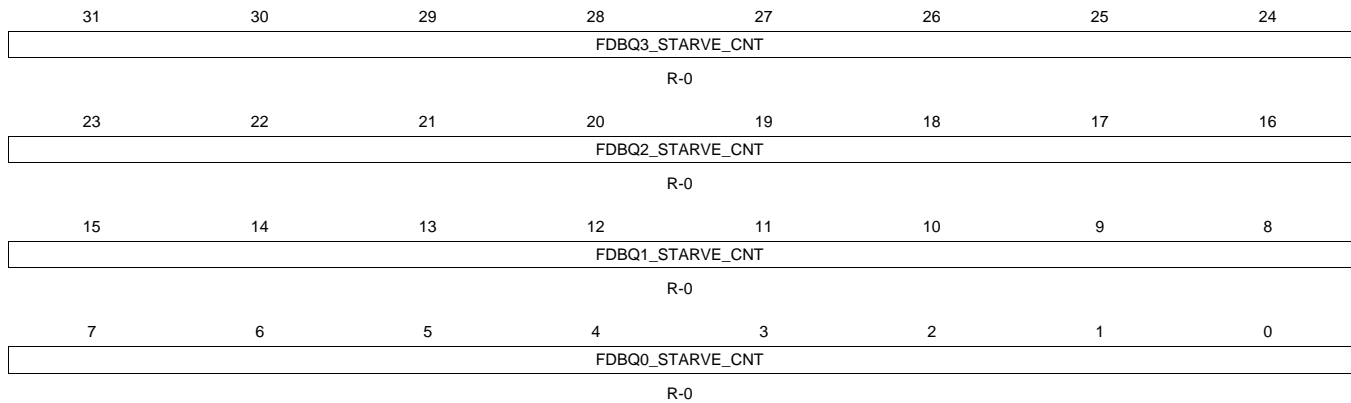 31 30 29 28 27 26 25 24
FDBQ3_STARVE_CNT
R-0
23 22 21 20 19 18 17 16
FDBQ2_STARVE_CNT
R-0
15 14 13 12 11 10 9 8
FDBQ1_STARVE_CNT
R-0
7 6 5 4 3 2 1 0
FDBQ0_STARVE_CNT
R-0